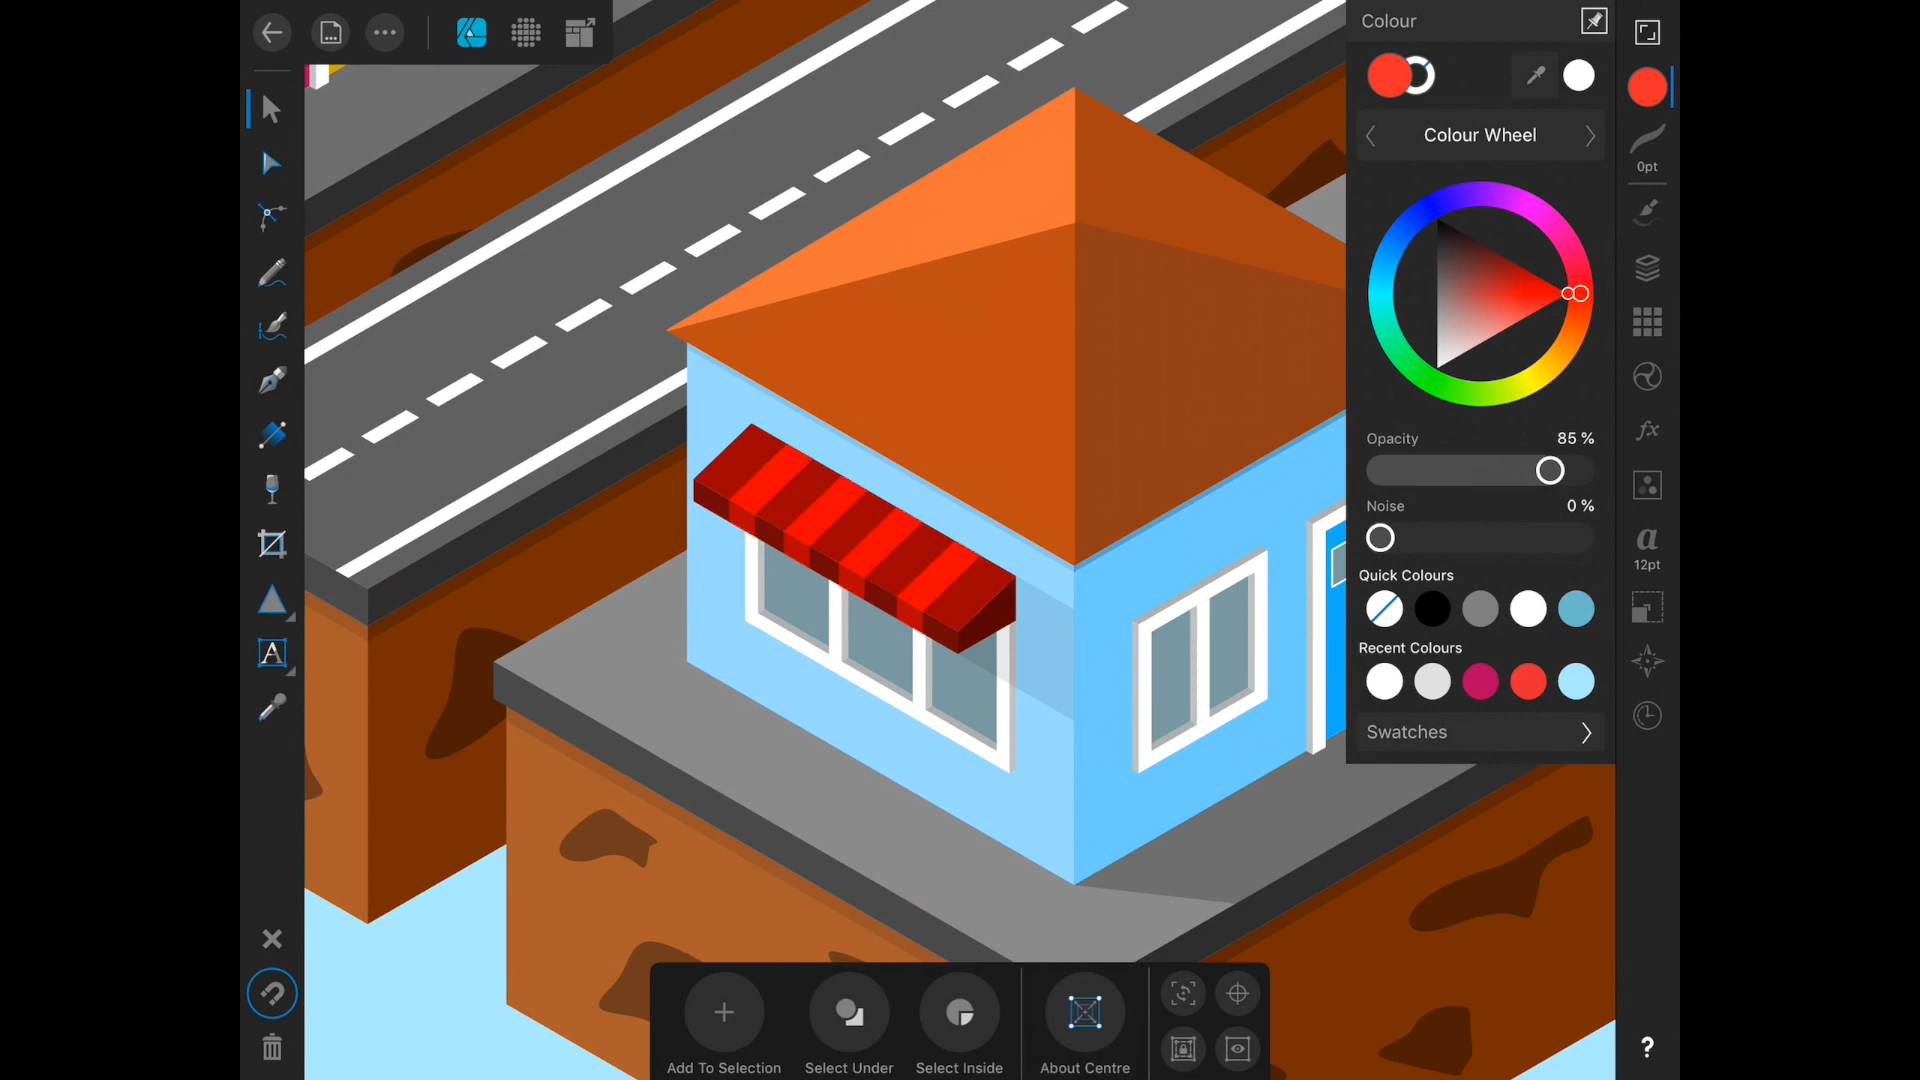 Colour
Colour Wheel
0pt
Opacity 85 %
Noise 0 %
fx
a
12pt
Quick Colours
Recent Colours
Swatches
A
Add To Selection
Select Under
Select Inside
About Centre
?